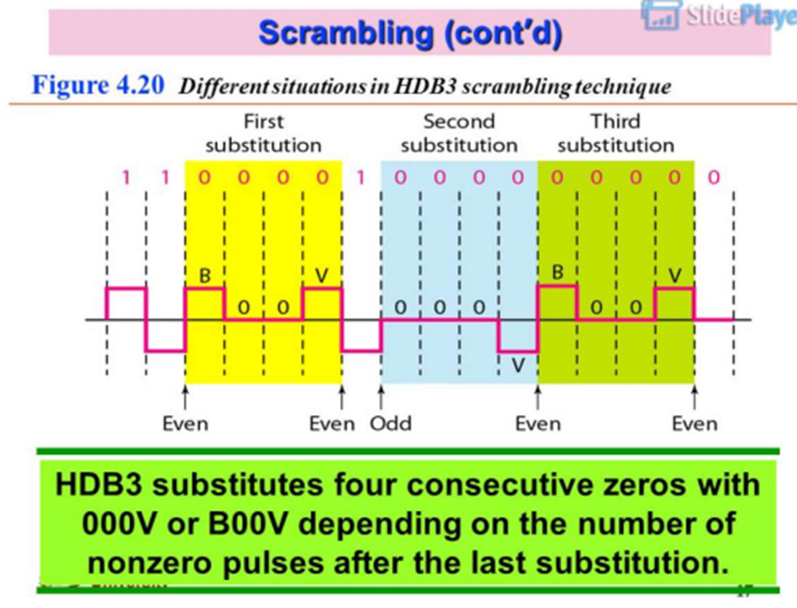 SlidePlaye
Scrambling (cont’d)
Figure 4.20 Different situations in HDB3 scrambling technique
First substitution
Second substitution
Third substitution
1 1 0 0 0 0 1 0 0 0 0 0 0 0 0 0
B V B V
0 0 0 0 0 0 0
V
Even Even Odd Even Even
HDB3 substitutes four consecutive zeros with
000V or B00V depending on the number of
nonzero pulses after the last substitution.